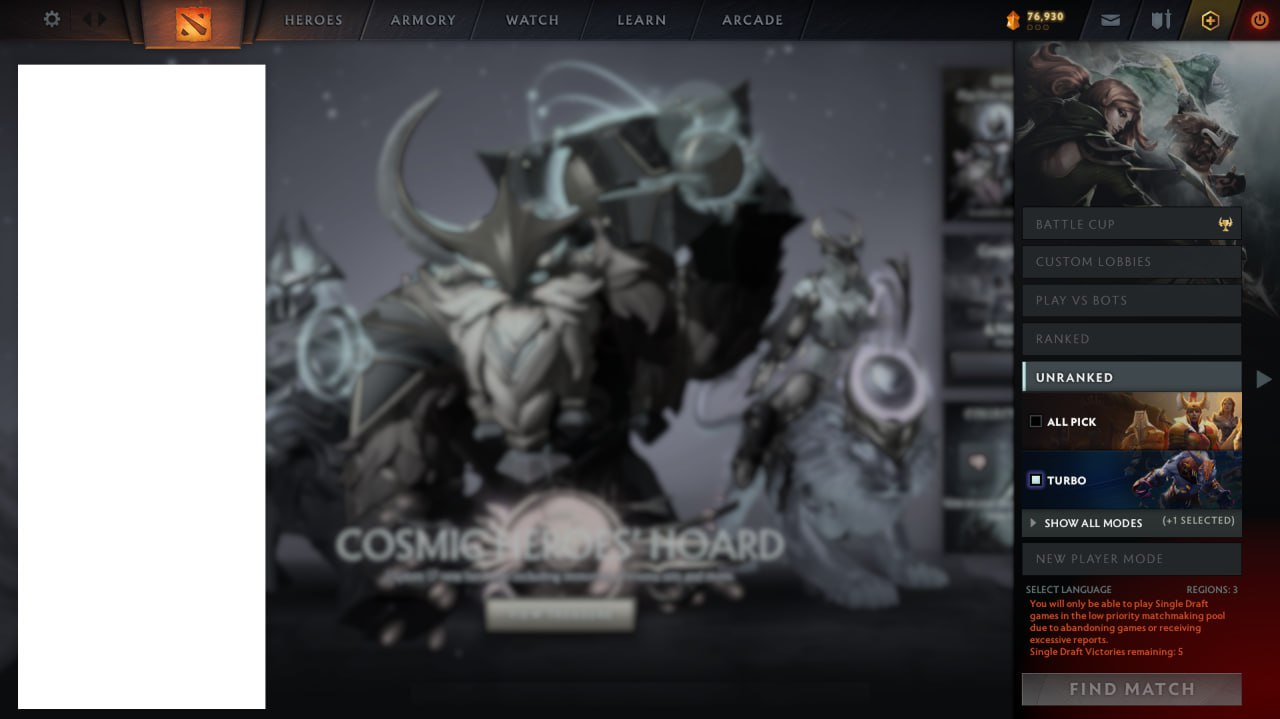 HEROES
ARMORY
WATCH
LEARN
ARCADE
76,930
BATTLE CUP
CUSTOM LOBBIES
PLAY VS BOTS
RANKED
UNRANKED
ALL PICK
TURBO
SHOW ALL MODES (+1 SELECTED)
NEW PLAYER MODE
SELECT LANGUAGE REGIONS: 3
You will only be able to play Single Draft
games in the low priority matchmaking pool
due to abandoning games or receiving
excessive reports.
Single Draft Victories remaining: 5
FIND MATCH
COSMIC HEROES' HOARD